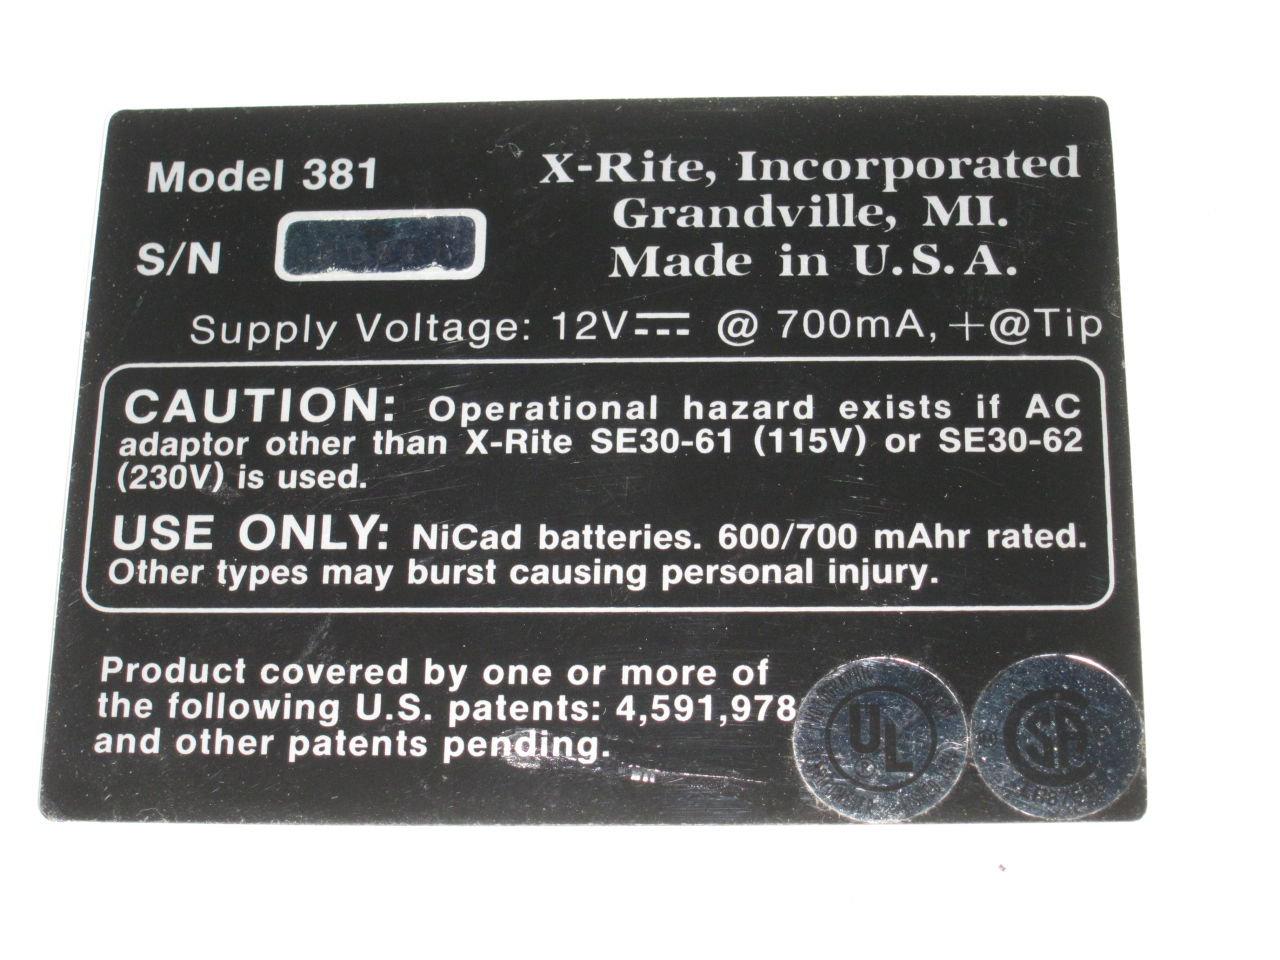 Model 381
X-Rite, Incorporated
Grandville, MI.
Made in U.S.A.
S/N
Supply Voltage: 12V⎓ @ 700mA, +@Tip
CAUTION: Operational hazard exists if AC
adaptor other than X-Rite SE30-61 (115V) or SE30-62
(230V) is used.
USE ONLY: NiCad batteries. 600/700 mAhr rated.
Other types may burst causing personal injury.
Product covered by one or more of
the following U.S. patents: 4,591,978
and other patents pending.
UL
SA